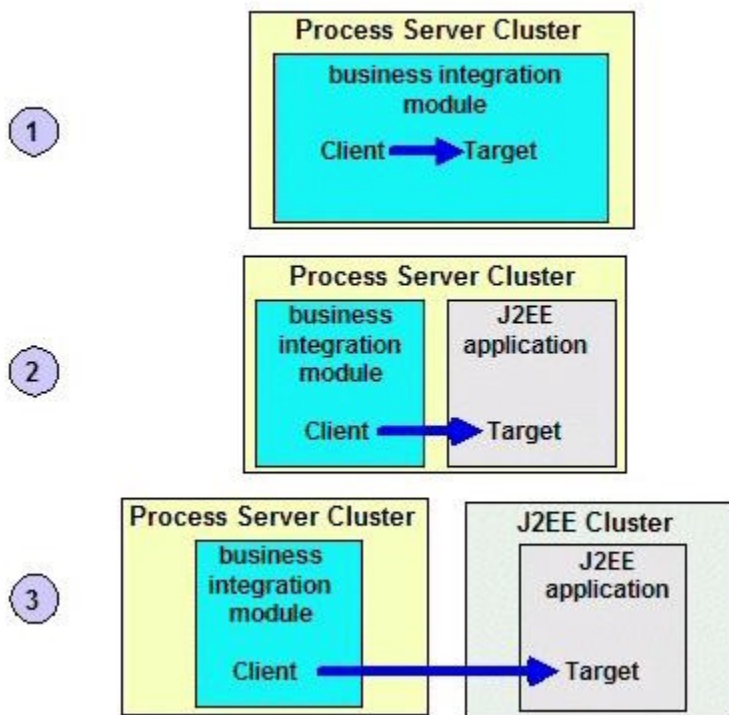 Process Server Cluster
business integration
module
1
Client Target
Process Server Cluster
business
integration
module
J2EE
application
2
Client Target
Process Server Cluster
business
integration
module
J2EE Cluster
J2EE
application
3
Client Target